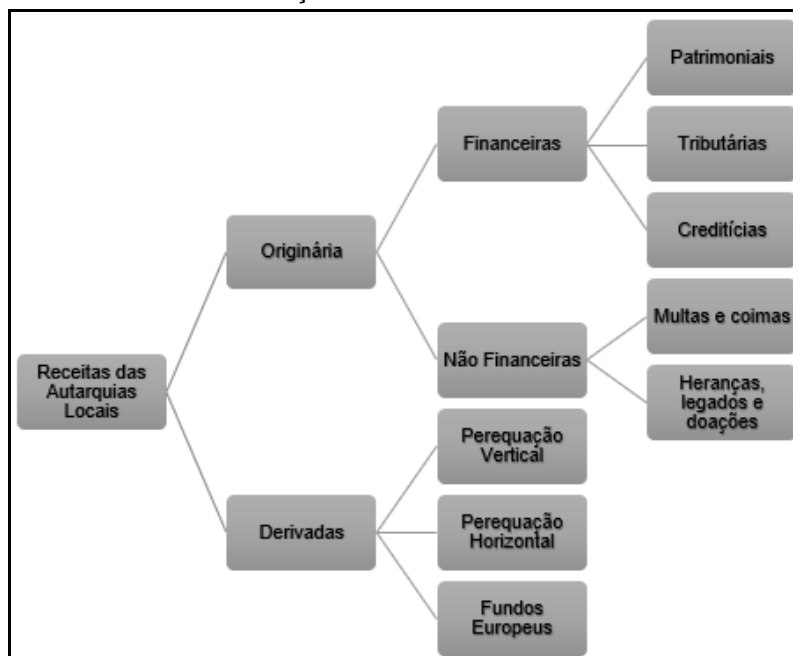 Patrimoniais
Financeiras
Tributárias
Originária
Creditícias
Multas e coimas
Não Financeiras
Receitas das
Autarquias
Locais
Heranças,
legados e
doações
Perequação
Vertical
Derivadas
Perequação
Horizontal
Fundos
Europeus